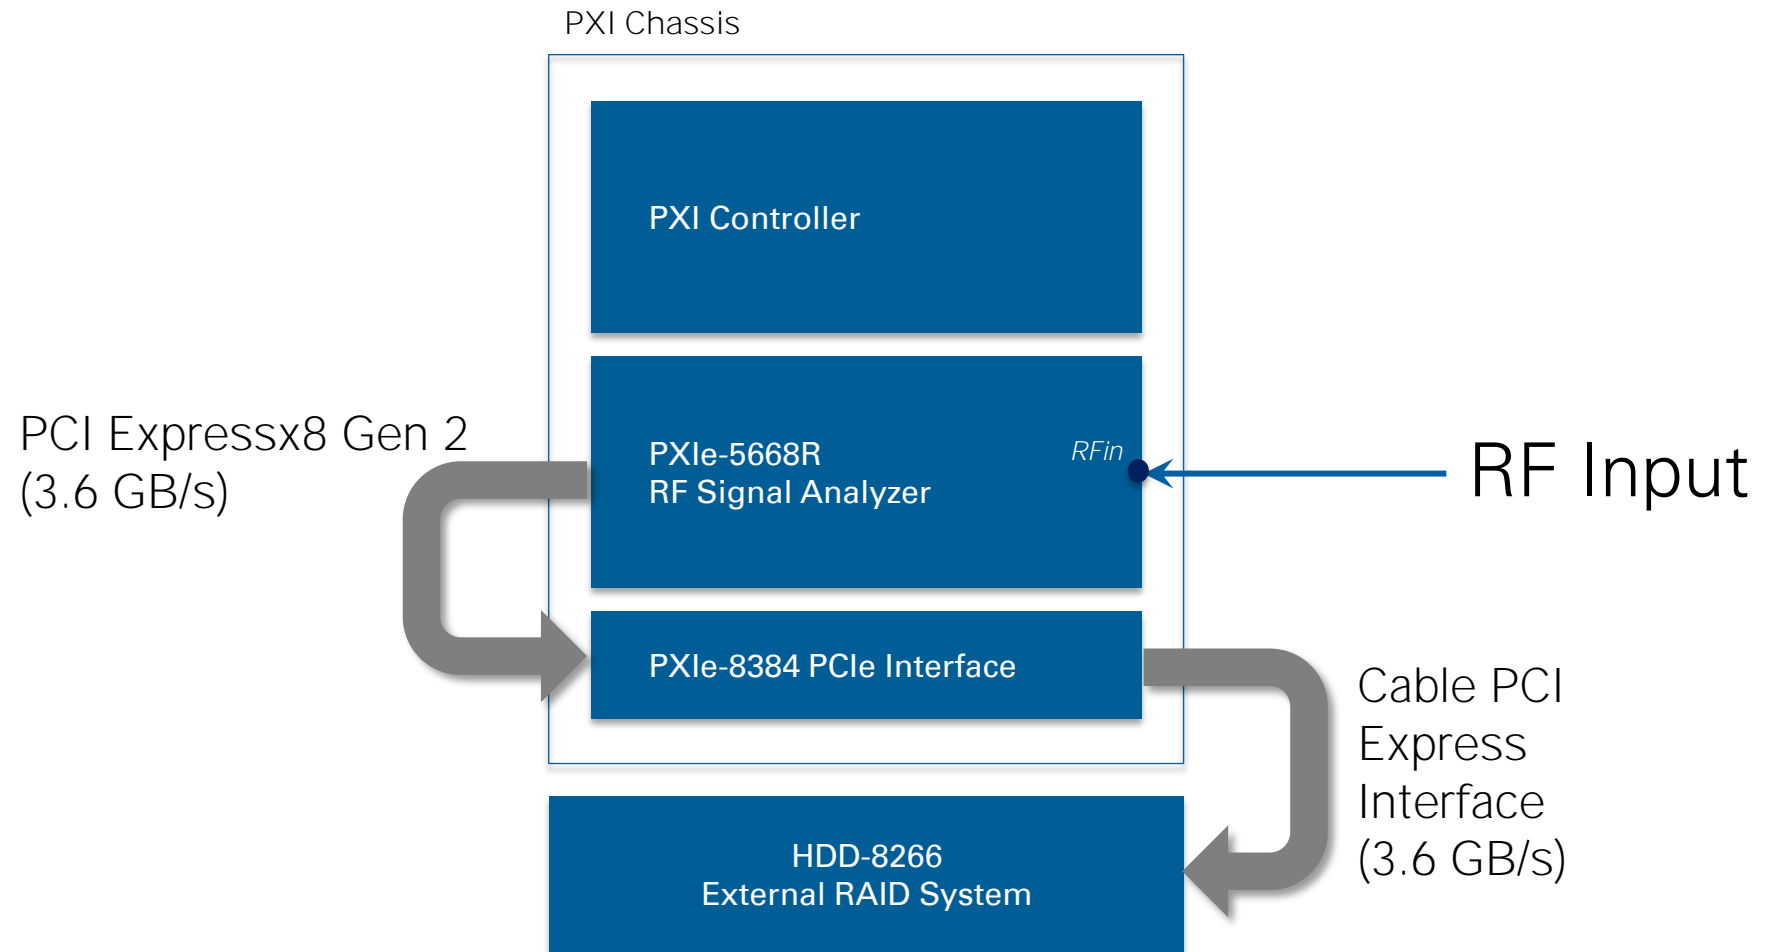 PXI Chassis
PXI Controller
PCI Expressx8 Gen 2
(3.6 GB/s)
PXIe-5668R
RF Signal Analyzer
RFin
RF Input
PXIe-8384 PCIe Interface
Cable PCI
Express
Interface
(3.6 GB/s)
HDD-8266
External RAID System